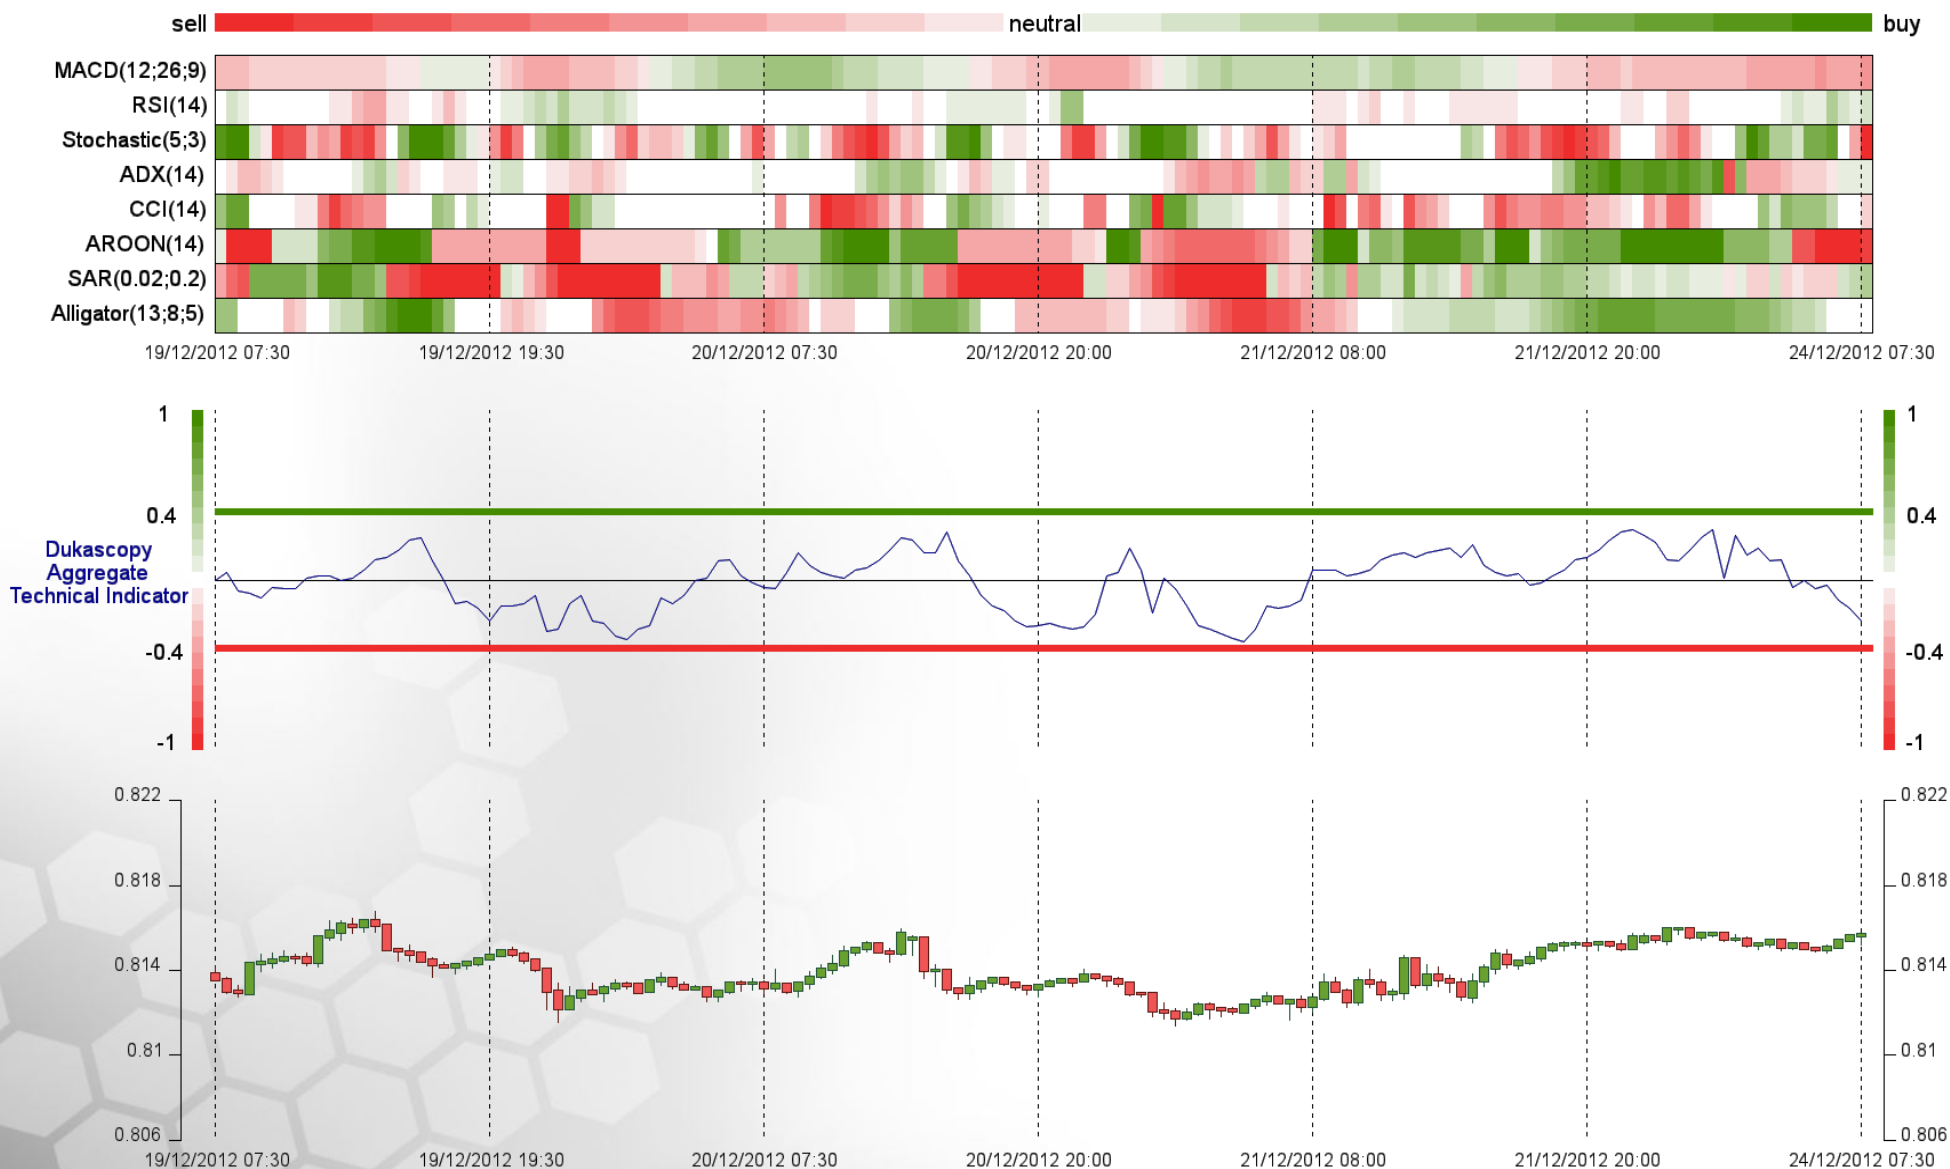 sell neutral buy
MACD(12;26;9)
RSI(14)
Stochastic(5;3)
ADX(14)
CCI(14)
AROON(14)
SAR(0.02;0.2)
Alligator(13;8;5)
19/12/2012 07:30 19/12/2012 19:30 20/12/2012 07:30 20/12/2012 20:00 21/12/2012 08:00 21/12/2012 20:00 24/12/2012 07:30
1 1
0.4 0.4
Dukascopy
Aggregate
Technical Indicator
-0.4 -0.4
-1 -1
0.822 0.822
0.818 0.818
0.814 0.814
0.81 0.81
0.806 0.806
19/12/2012 07:30 19/12/2012 19:30 20/12/2012 07:30 20/12/2012 20:00 21/12/2012 08:00 21/12/2012 20:00 24/12/2012 07:30